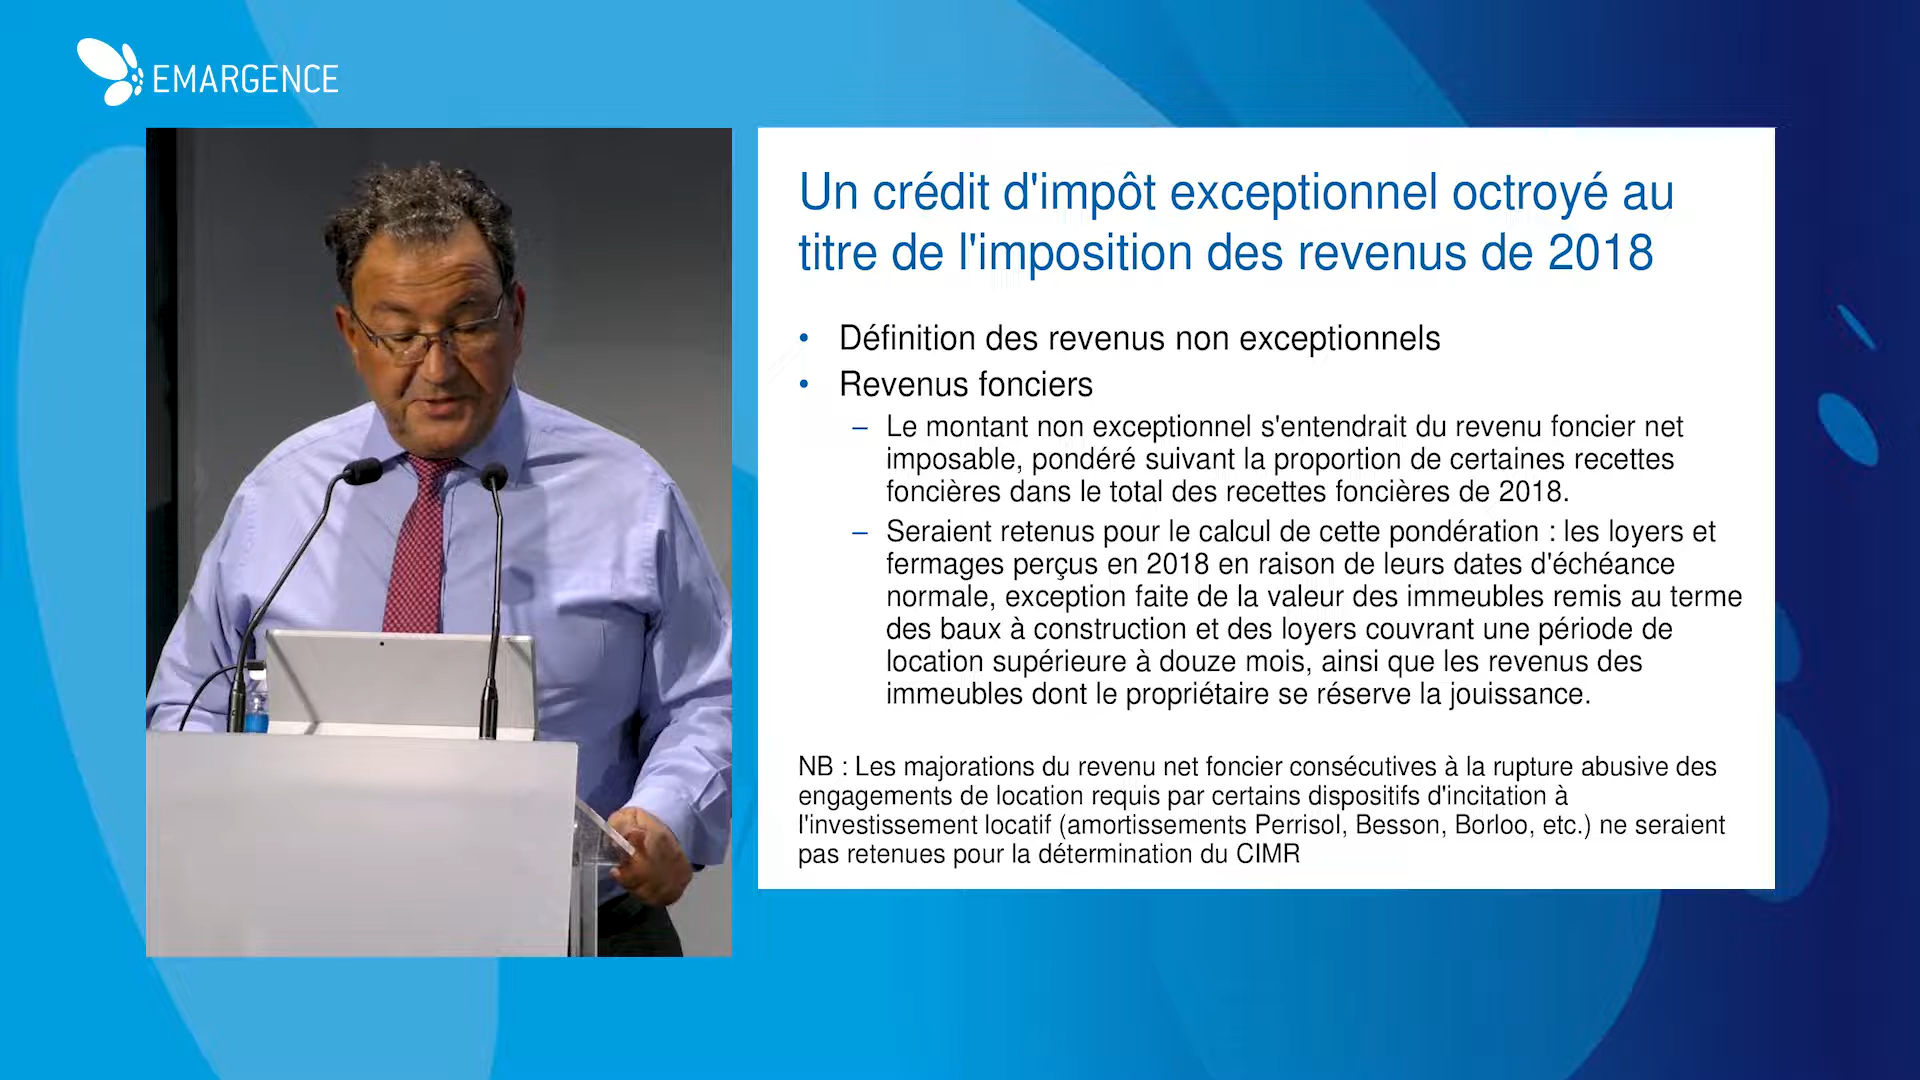 EMARGENCE
Un crédit d'impôt exceptionnel octroyé au
titre de l'imposition des revenus de 2018
• Définition des revenus non exceptionnels
• Revenus fonciers
– Le montant non exceptionnel s'entendrait du revenu foncier net
imposable, pondéré suivant la proportion de certaines recettes
foncières dans le total des recettes foncières de 2018.
– Seraient retenus pour le calcul de cette pondération : les loyers et
fermages perçus en 2018 en raison de leurs dates d'échéance
normale, exception faite de la valeur des immeubles remis au terme
des baux à construction et des loyers couvrant une période de
location supérieure à douze mois, ainsi que les revenus des
immeubles dont le propriétaire se réserve la jouissance.
NB : Les majorations du revenu net foncier consécutives à la rupture abusive des
engagements de location requis par certains dispositifs d'incitation à
l'investissement locatif (amortissements Perrisol, Besson, Borloo, etc.) ne seraient
pas retenues pour la détermination du CIMR